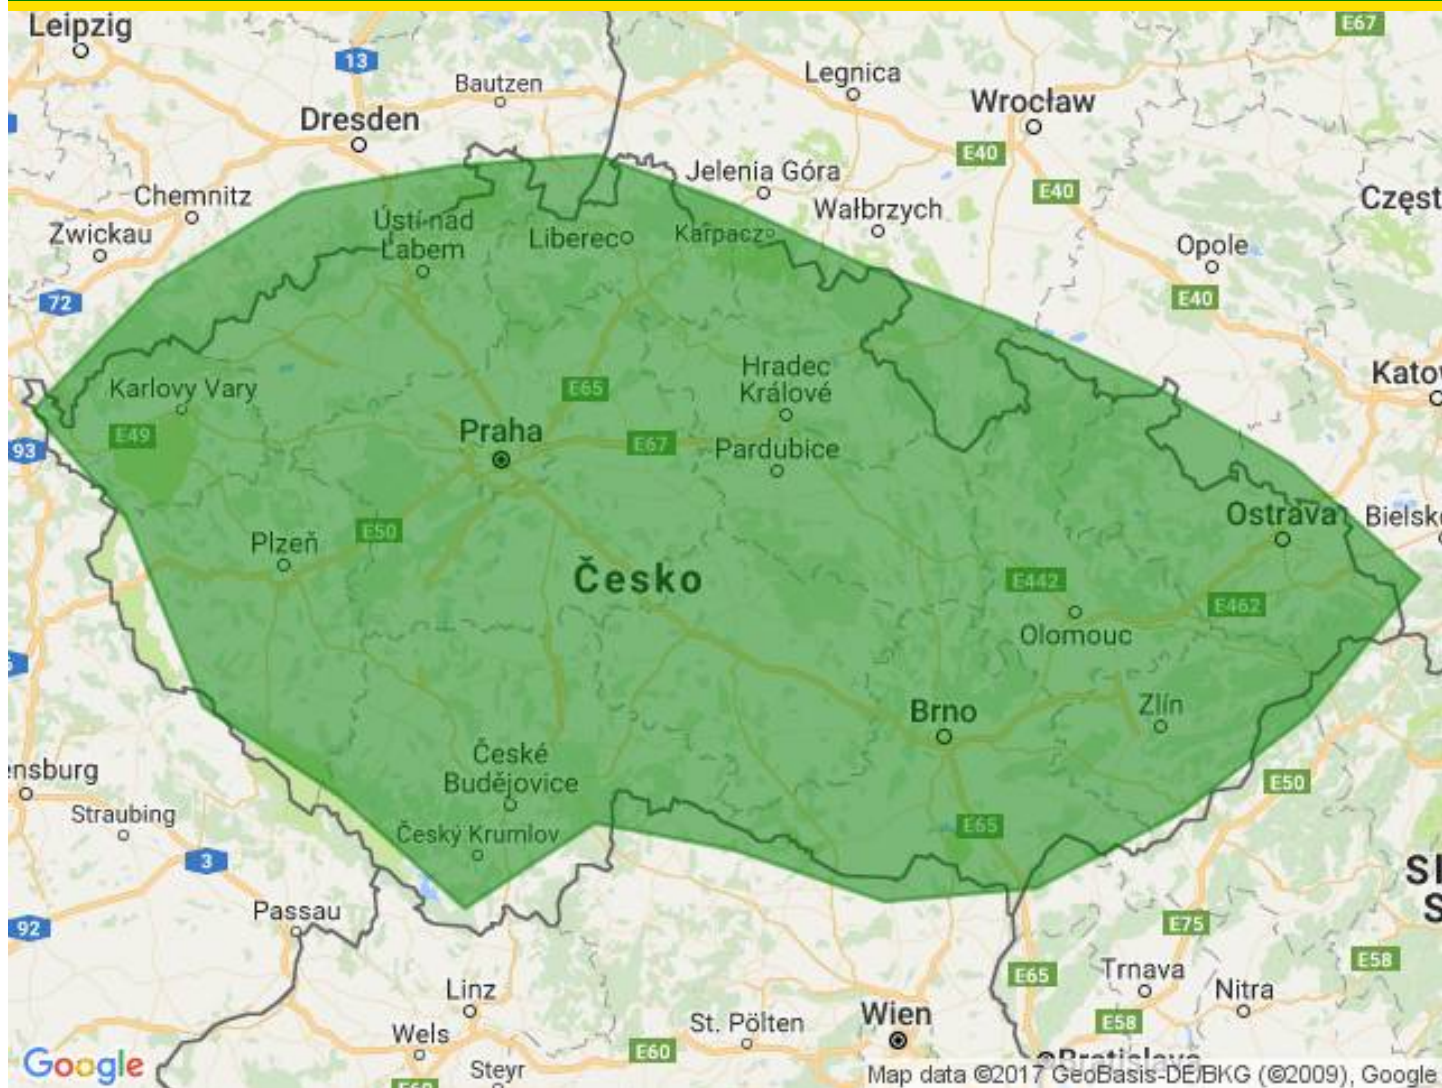 Leipzig
E67
13
Bautzen
Legnica
Wrocław
Dresden
E40
Jelenia Góra
E40
Chemnitz
Częst
Ústí nad
Labem
Wałbrzych
Zwickau
Liberec
Karpacz
Opole
72
E40
Hradec
Králové
Karlovy Vary
E65
Kato
E49
Praha
E67
93
Pardubice
Ostrava
Bielsk
E50
Plzeň
Česko
E442
E462
Olomouc
Zlín
Brno
České
Budějovice
ensburg
E50
Straubing
Český Krumlov
E65
3
Passau
92
E75
E58
Trnava
E65
Linz
Nitra
Wien
St. Pölten
E58
Wels
E60
Bratislava
Steyr
Google
Map data ©2017 GeoBasis-DE/BKG (©2009), Google